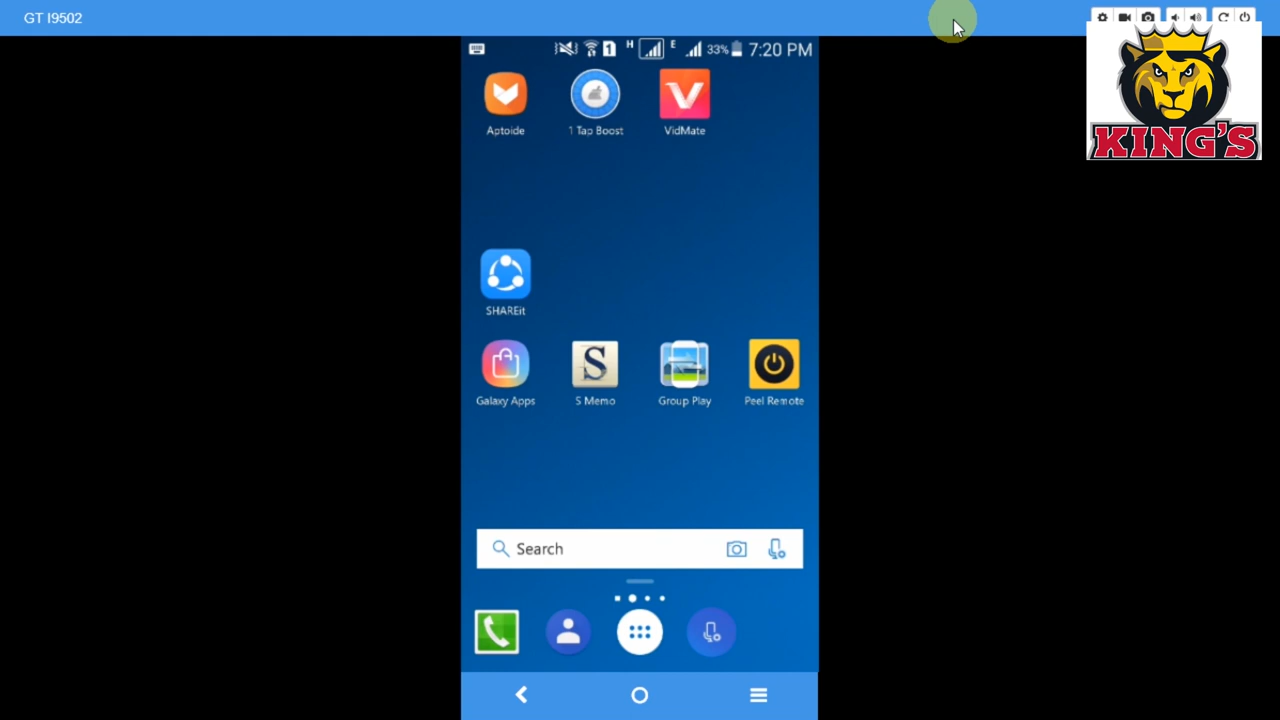 GT I9502
1 H E 33% 7:20 PM
KING'S
Aptoide
1 Tap Boost
VidMate
SHAREit
Galaxy Apps
S
S Memo
Group Play
Peel Remote
Search